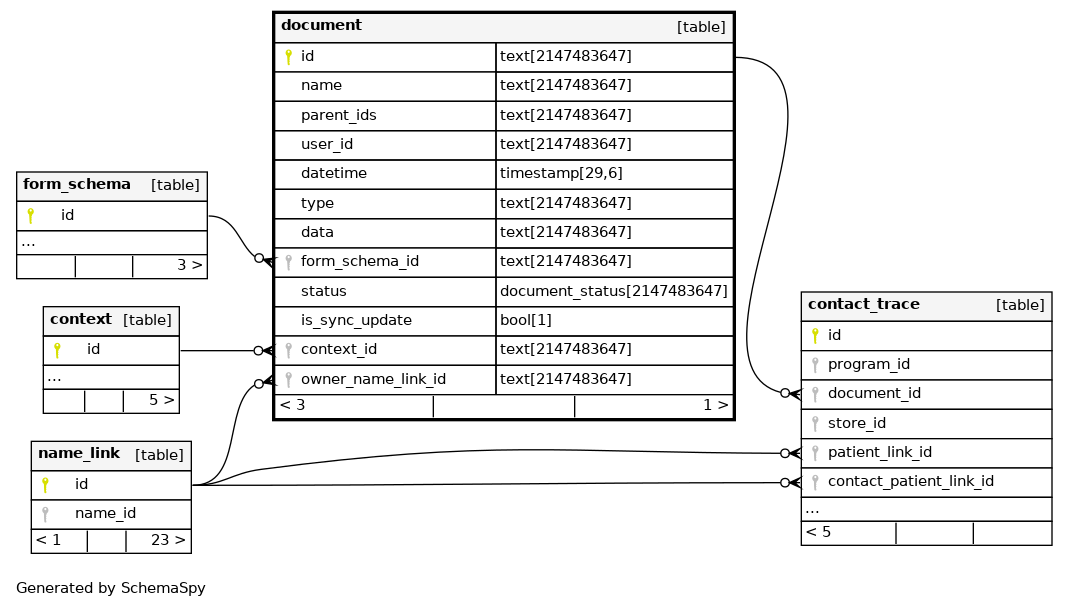 document [table]
id text[2147483647]
name text[2147483647]
parent_ids text[2147483647]
user_id text[2147483647]
datetime timestamp[29,6]
type text[2147483647]
data text[2147483647]
form_schema_id text[2147483647]
status document_status[2147483647]
is_sync_update bool[1]
context_id text[2147483647]
owner_name_link_id text[2147483647]
< 3 1 >
form_schema [table]
id
...
3 >
context [table]
id
...
5 >
name_link [table]
id
name_id
< 1 23 >
contact_trace [table]
id
program_id
document_id
store_id
patient_link_id
contact_patient_link_id
...
< 5
Generated by SchemaSpy